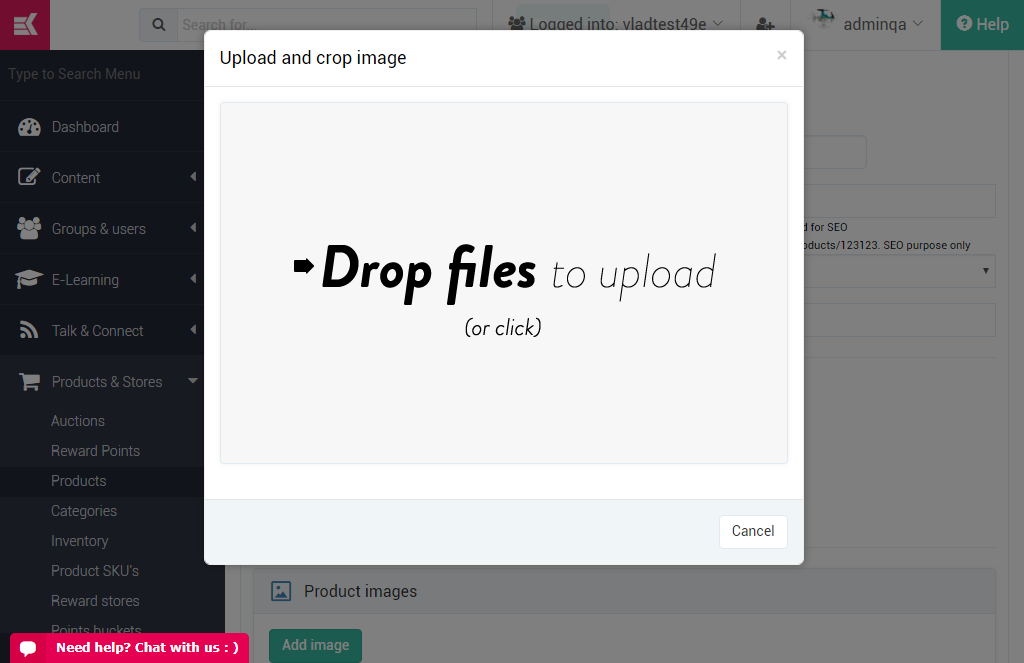 Search for.
Logged into: vladtest49e
adminqa
Help
Type to Search Menu
Dashboard
Content
Groups & users
E-Learning
Talk & Connect
Products & Stores
Auctions
Reward Points
Products
Categories
Inventory
Product SKU's
Reward stores
Points buckets
Need help? Chat with us : )
Upload and crop image
×
Drop files to upload
(or click)
Cancel
d for SEO
oducts/123123. SEO purpose only
Product images
Add image